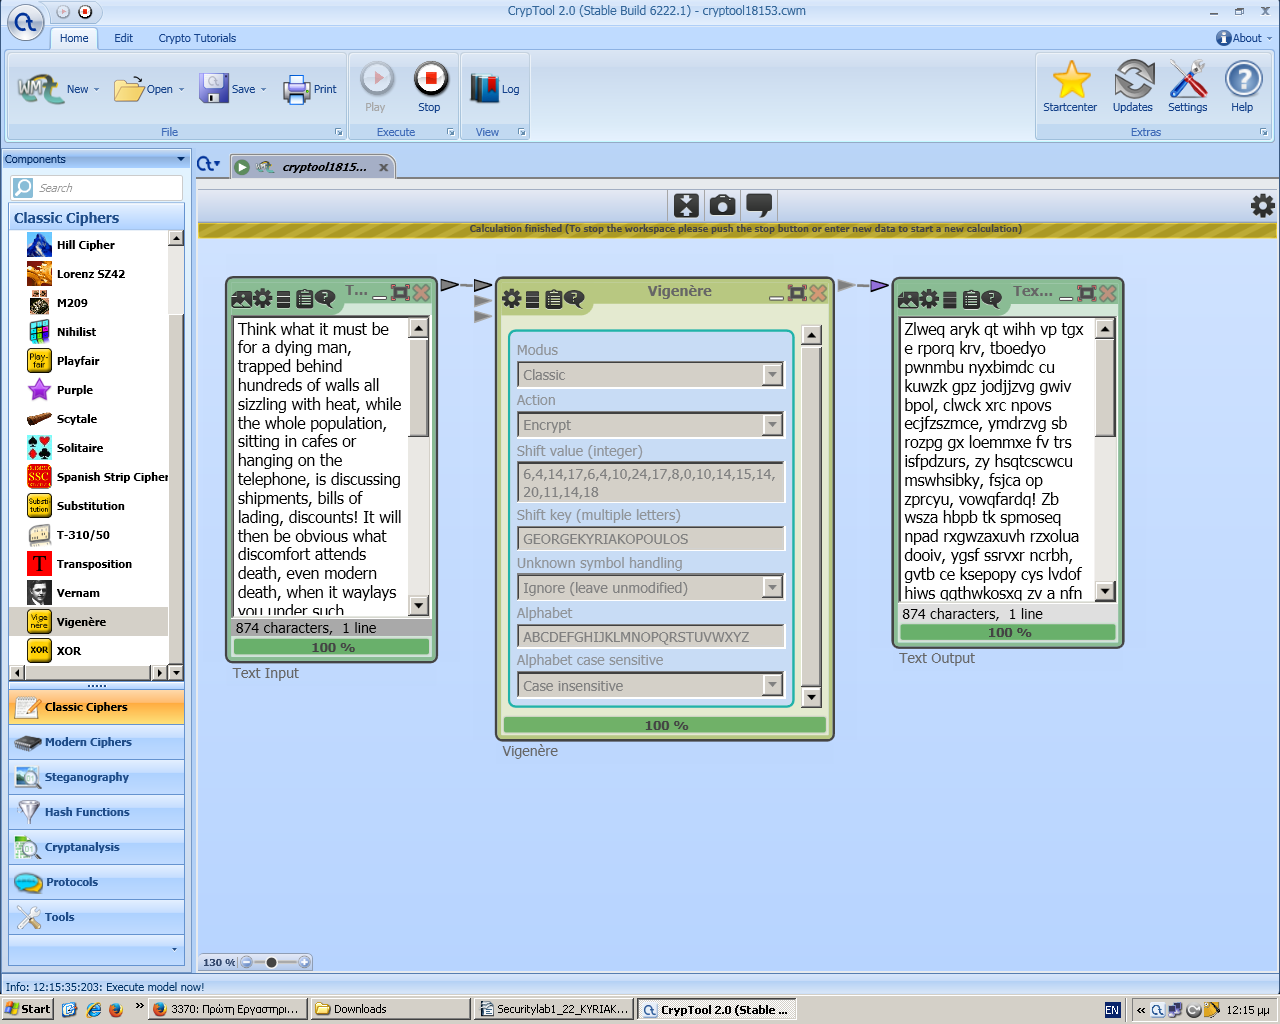 CrypTool 2.0 (Stable Build 6222.1) - cryptool18153.cwm
Home
Edit
Crypto Tutorials
About
New
Open
Save
Print
Play
Stop
Log
Startcenter
Updates
Settings
Help
File
Execute
View
Extras
Components
cryptool1815...
Search
Classic Ciphers
Calculation finished (To stop the workspace please push the stop button or enter new data to start a new calculation)
Hill Cipher
Lorenz SZ42
M209
Nihilist
Playfair
Purple
Scytale
Solitaire
Spanish Strip Cipher
Substitution
T-310/50
Transposition
Vernam
Vigenère
XOR
Classic Ciphers
Modern Ciphers
Steganography
Hash Functions
Cryptanalysis
Protocols
Tools
T...
Think what it must be
for a dying man,
trapped behind
hundreds of walls all
sizzling with heat, while
the whole population,
sitting in cafes or
hanging on the
telephone, is discussing
shipments, bills of
lading, discounts! It will
then be obvious what
discomfort attends
death, even modern
death, when it waylays
you under such
874 characters, 1 line
100 %
Text Input
Vigenère
Modus
Classic
Action
Encrypt
Shift value (integer)
6,4,14,17,6,4,10,24,17,8,0,10,14,15,14,
20,11,14,18
Shift key (multiple letters)
GEORGEKYRIAKOPOULOS
Unknown symbol handling
Ignore (leave unmodified)
Alphabet
ABCDEFGHIJKLMNOPQRSTUVWXYZ
Alphabet case sensitive
Case insensitive
100 %
Vigenère
Tex...
Zlweq aryk qt wihh vp tgx
e rporq krv, tboedyo
pwnmbu nyxbimdc cu
kuwzk gpz jodjjzvg gwiv
bpol, clwck xrc npovs
ecjfzszmce, ymdrzvg sb
rozpg gx loemmxe fv trs
isfpdzurs, zy hsqtcscwcu
mswhsibky, fsjca op
zprcyu, vowqfardq! Zb
wsza hbpb tk spmoseq
npad rxgwzaxuvh rzxolua
dooiv, ygsf ssrvxr ncrbh,
gvtb ce ksepopy cys lvdof
hiws qgthwkosxq zv a nfn
874 characters, 1 line
100 %
Text Output
130 %
Info: 12:15:35:203: Execute model now!
Start
3370: Πρώτη Εργαστηρι...
Downloads
Securitylab1_22_KYRIAK...
CrypTool 2.0 (Stable ...
EN
12:15 μμ